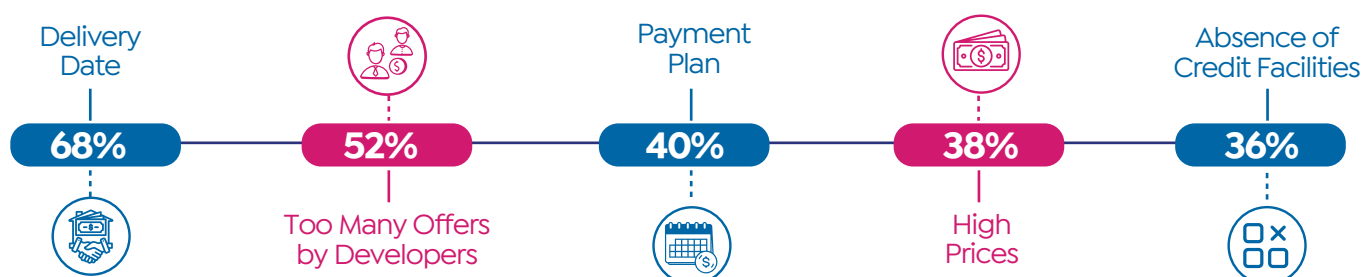 Delivery
Date
68%
52%
Too Many Offers
by Developers
Payment
Plan
40%
38%
High
Prices
Absence of
Credit Facilities
36%